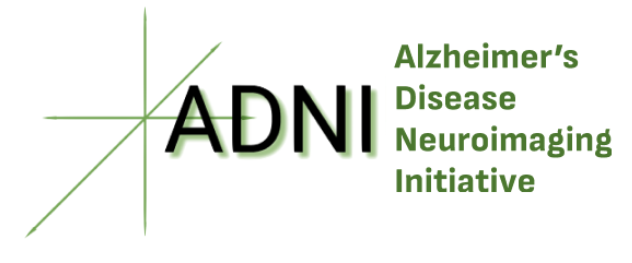 ADNI
Alzheimer’s
Disease
Neuroimaging
Initiative